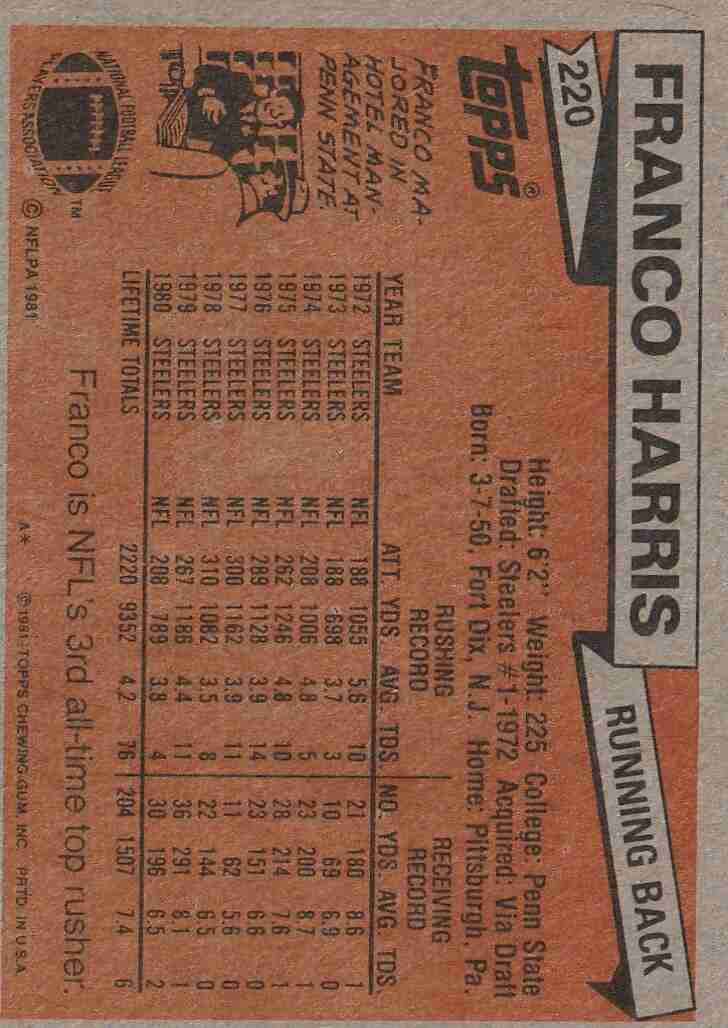 220
FRANCO HARRIS
RUNNING BACK
topps®
Height: 6'2" Weight: 225 College: Penn State
Drafted: Steelers #1-1972 Acquired: Via Draft
Born: 3-7-50, Fort Dix, N.J. Home: Pittsburgh, Pa.
FRANCO MA-
JORED IN
HOTEL MAN-
AGEMENT AT
PENN STATE.
RUSHING RECEIVING
RECORD RECORD
YEAR TEAM ATT YDS AVG TDS NO. YDS. AVG TDS
1972 STEELERS NFL 188 1055 5.6 10 21 180 8.6 1
1973 STEELERS NFL 188 698 3.7 3 10 69 6.9 0
1974 STEELERS NFL 208 1006 4.8 5 23 200 8.7 1
1975 STEELERS NFL 262 1246 4.8 10 28 214 7.6 1
1976 STEELERS NFL 289 1128 3.9 14 23 151 6.6 0
1977 STEELERS NFL 300 1162 3.9 11 11 62 5.6 0
1978 STEELERS NFL 310 1082 3.5 8 22 144 6.5 0
1979 STEELERS NFL 267 1186 4.4 11 36 291 8.1 1
1980 STEELERS NFL 208 789 3.8 4 30 196 6.5 2
LIFETIME TOTALS 2220 9352 4.2 76 204 1507 7.4 6
Franco is NFL's 3rd all-time top rusher.
NATIONAL FOOTBALL LEAGUE
PLAYERS ASSOCIATION
TM
© NFLPA 1981
A* © 1981 TOPPS CHEWING GUM, INC. PRTD. IN U.S.A.